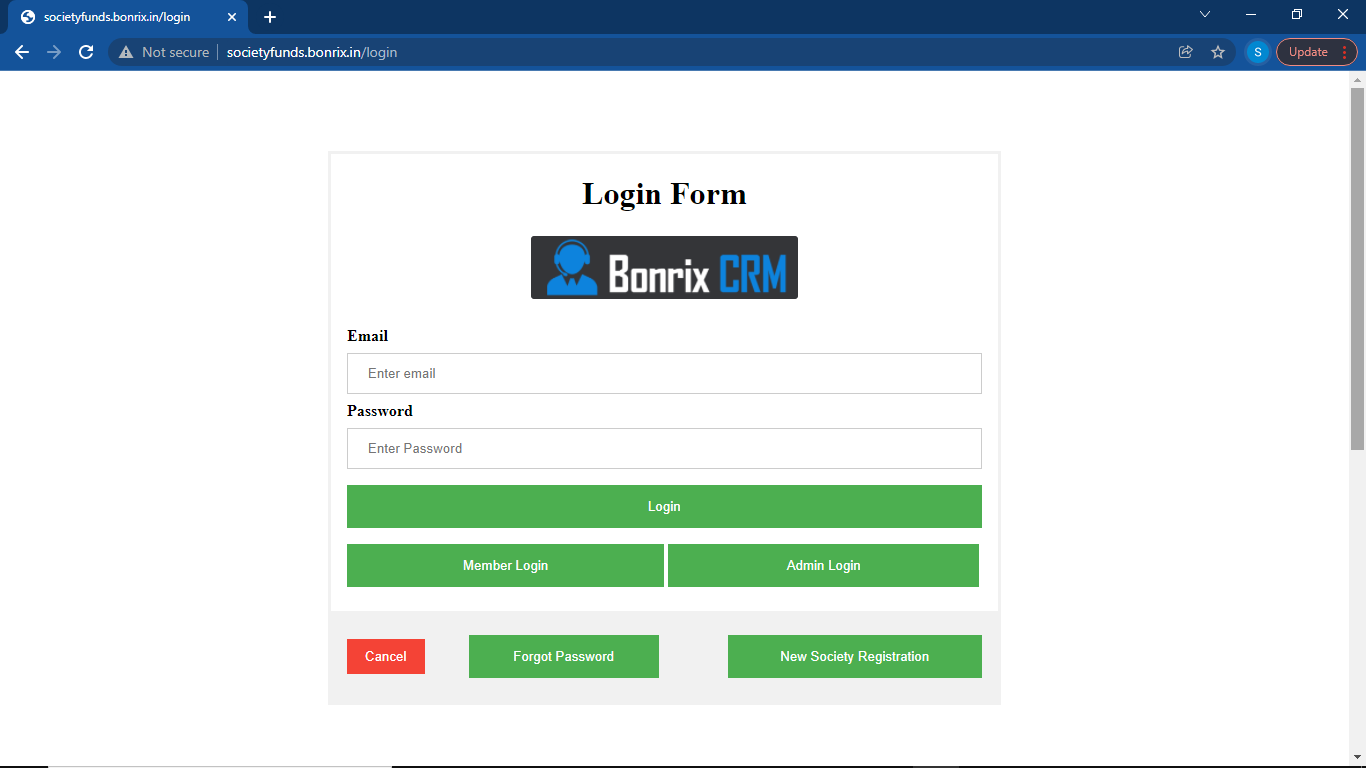 societyfunds.bonrix.in/login
Not secure societyfunds.bonrix.in/login S Update
Login Form
Bonrix CRM
Email
Enter email
Password
Enter Password
Login
Member Login Admin Login
Cancel Forgot Password New Society Registration